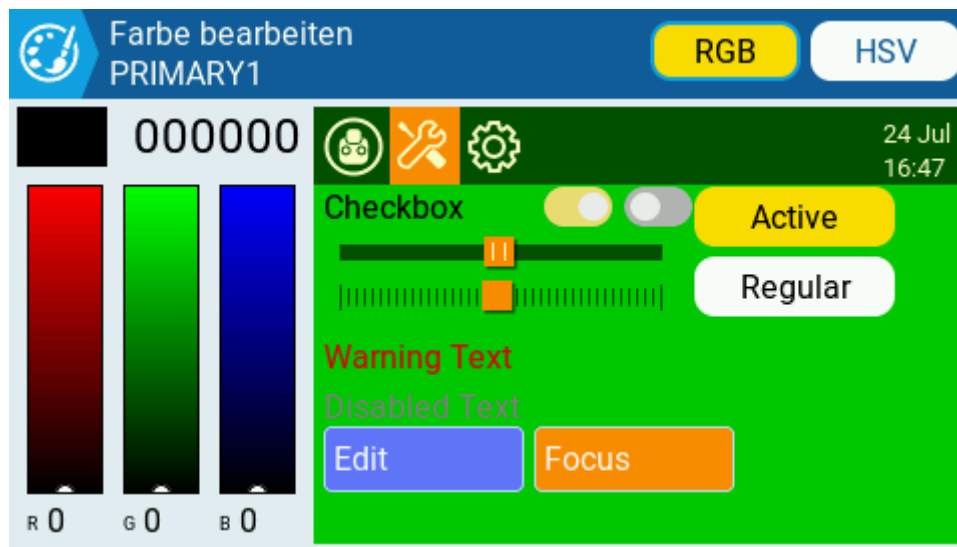 Farbe bearbeiten
PRIMARY1
RGB
HSV
000000
24 Jul
16:47
Checkbox
Active
Regular
Warning Text
Disabled Text
Edit
Focus
R 0
G 0
B 0